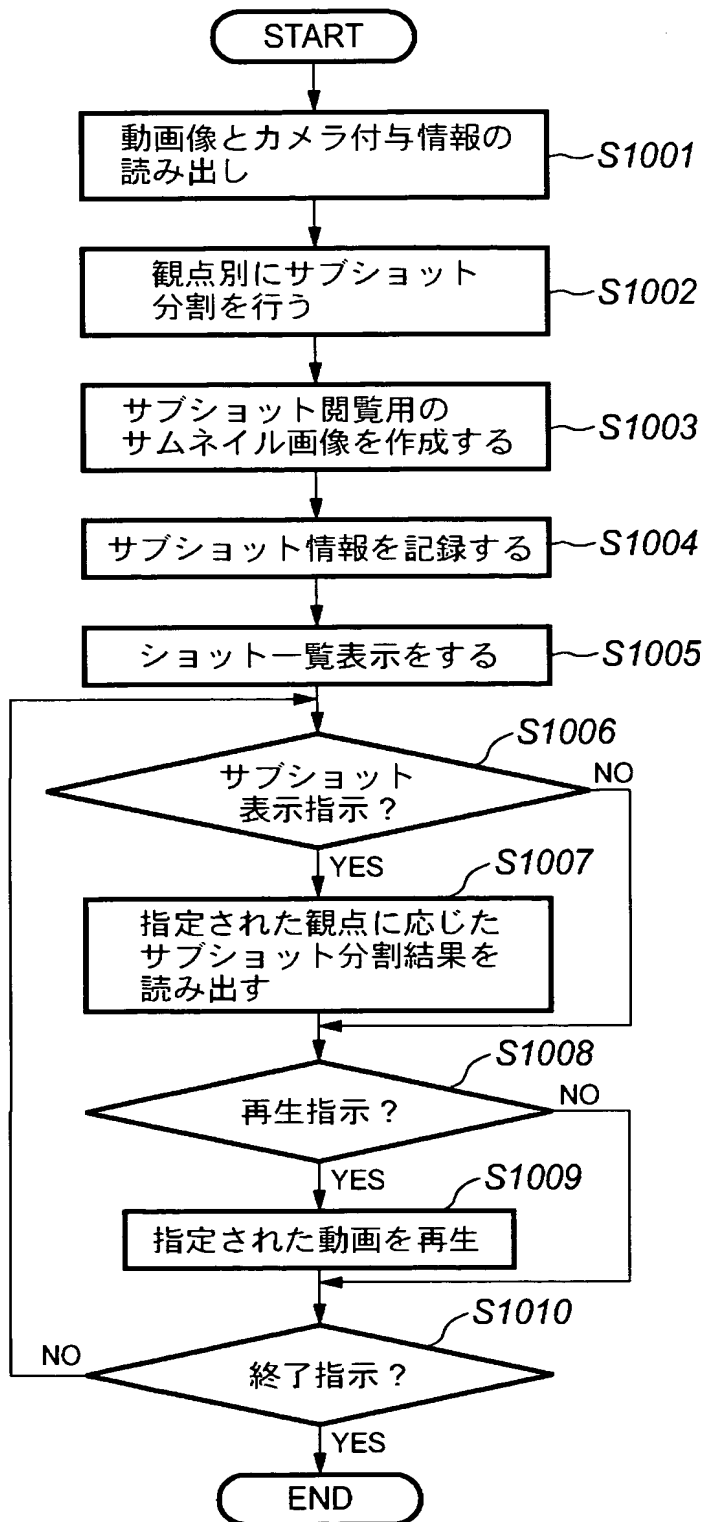 START
動画像とカメラ付与情報の
読み出し
S1001
観点別にサブショット
分割を行う
S1002
サブショット閲覧用の
サムネイル画像を作成する
S1003
サブショット情報を記録する
S1004
ショット一覧表示をする
S1005
S1006
サブショット
表示指示?
NO
YES
S1007
指定された観点に応じた
サブショット分割結果を
読み出す
S1008
再生指示?
NO
YES
S1009
指定された動画を再生
S1010
NO
終了指示?
YES
END